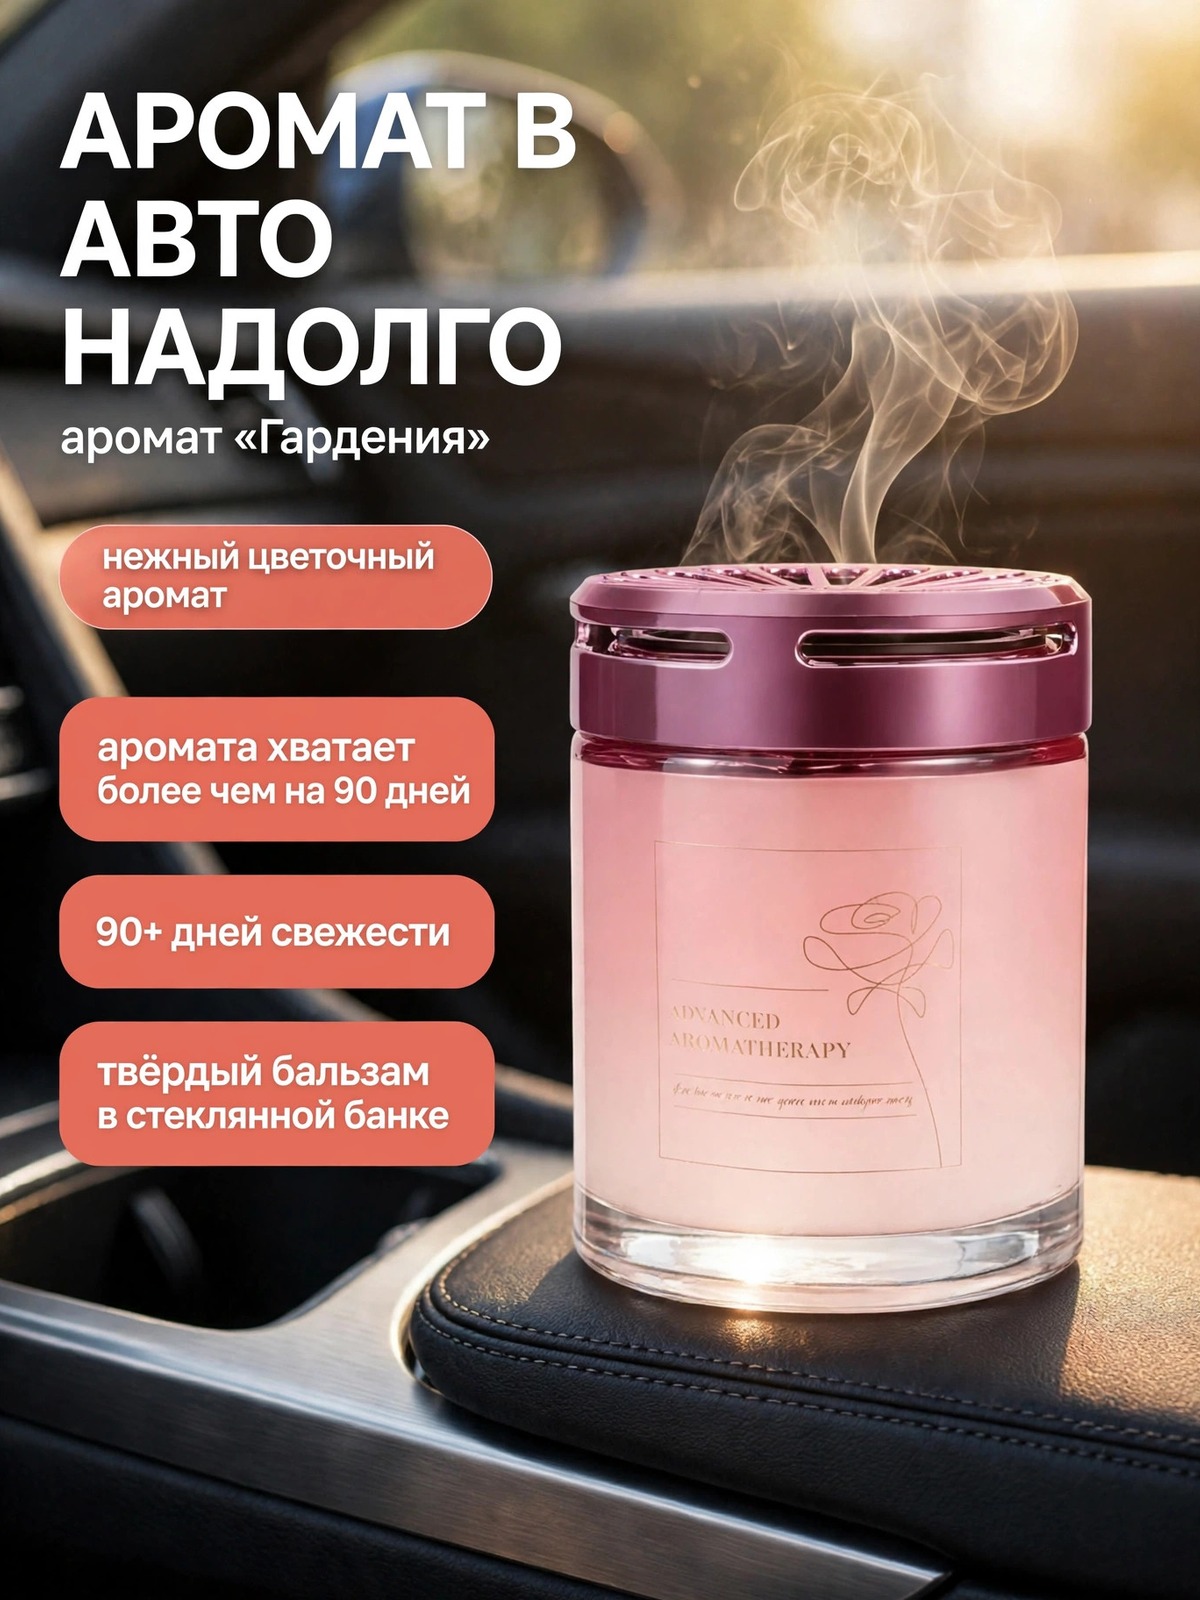 АРОМАТ В
АВТО
НАДОЛГО
аромат «Гардения»
нежный цветочный
аромат
аромата хватает
более чем на 90 дней
90+ дней свежести
твёрдый бальзам
в стеклянной банке
ADVANCED
AROMATHERAPY